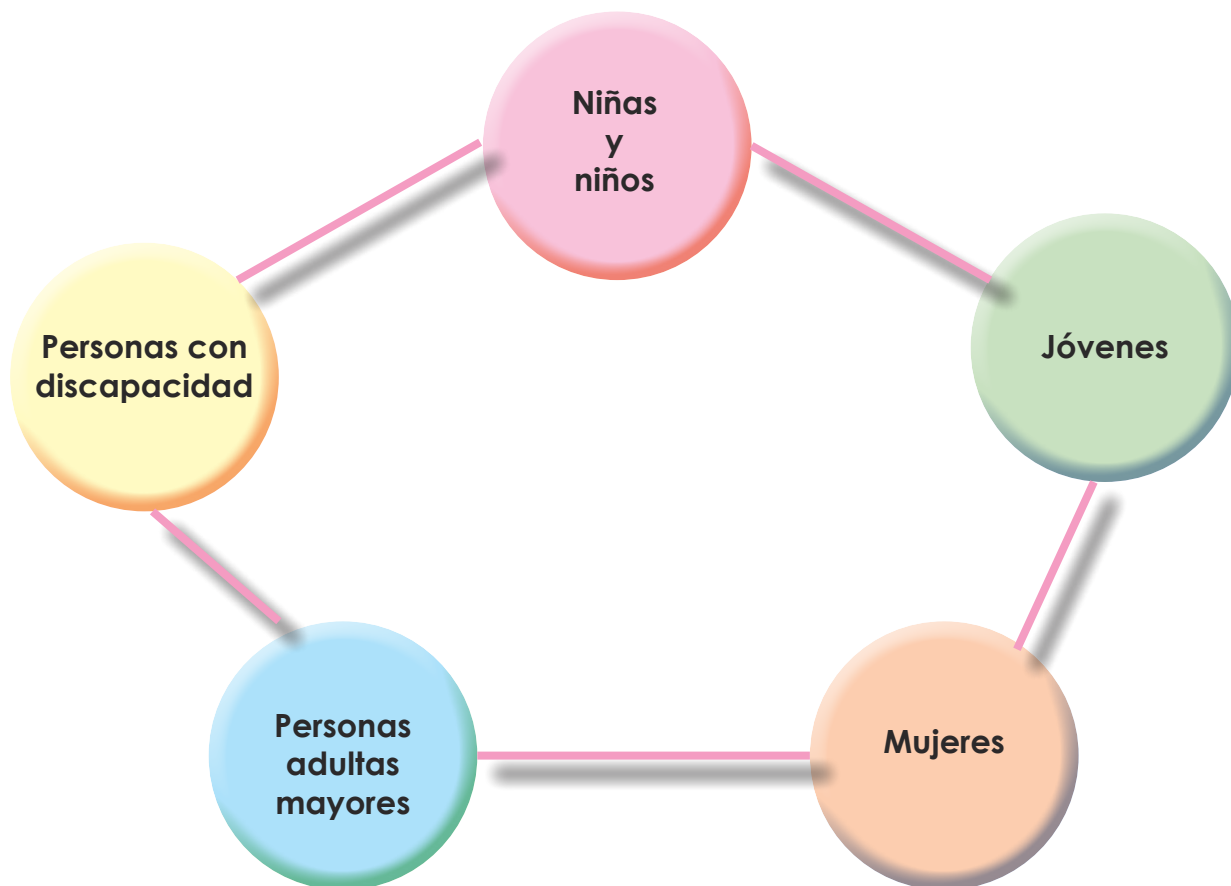 Niñas
y
niños
Jóvenes
Personas con
discapacidad
Mujeres
Personas
adultas
mayores